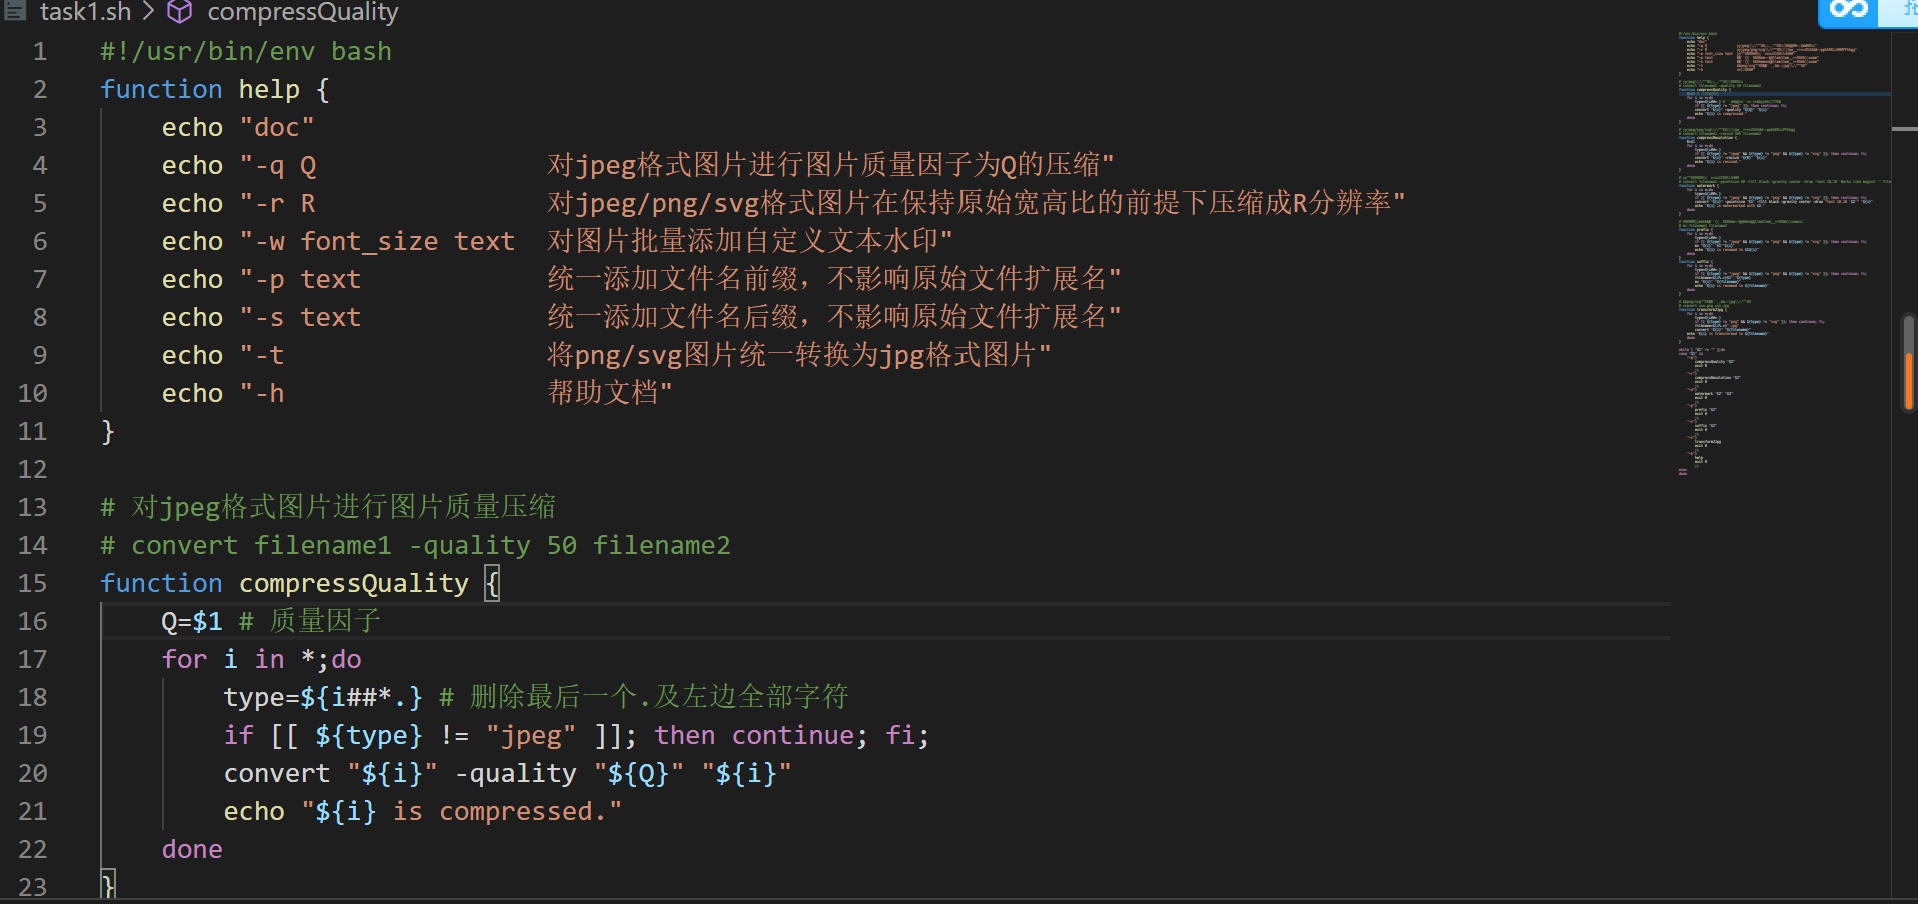 task1.sh > compressQuality
1 #!/usr/bin/env bash
2 function help {
3 echo "doc"
4 echo "-q Q 对jpeg格式图片进行图片质量因子为Q的压缩"
5 echo "-r R 对jpeg/png/svg格式图片在保持原始宽高比的前提下压缩成R分辨率"
6 echo "-w font_size text 对图片批量添加自定义文本水印"
7 echo "-p text 统一添加文件名前缀，不影响原始文件扩展名"
8 echo "-s text 统一添加文件名后缀，不影响原始文件扩展名"
9 echo "-t 将png/svg图片统一转换为jpg格式图片"
10 echo "-h 帮助文档"
11 }
12
13 # 对jpeg格式图片进行图片质量压缩
14 # convert filename1 -quality 50 filename2
15 function compressQuality {
16 Q=$1 # 质量因子
17 for i in *;do
18 type=${i##*.} # 删除最后一个.及左边全部字符
19 if [[ ${type} != "jpeg" ]]; then continue; fi;
20 convert "${i}" -quality "${Q}" "${i}"
21 echo "${i} is compressed."
22 done
23 }